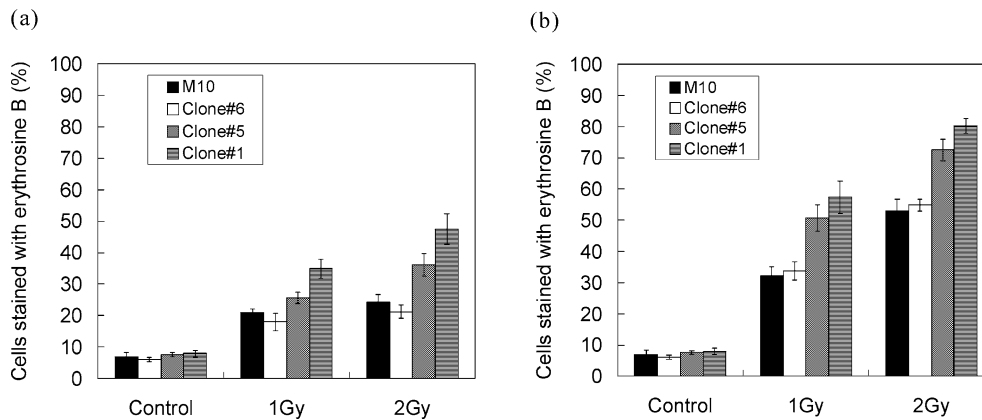 (a)
Cells stained with erythrosine B (%)
100
90
80
70
60
50
40
30
20
10
0
M10
Clone#6
Clone#5
Clone#1
Control
1Gy
2Gy
(b)
Cells stained with erythrosine B (%)
100
90
80
70
60
50
40
30
20
10
0
M10
Clone#6
Clone#5
Clone#1
Control
1Gy
2Gy